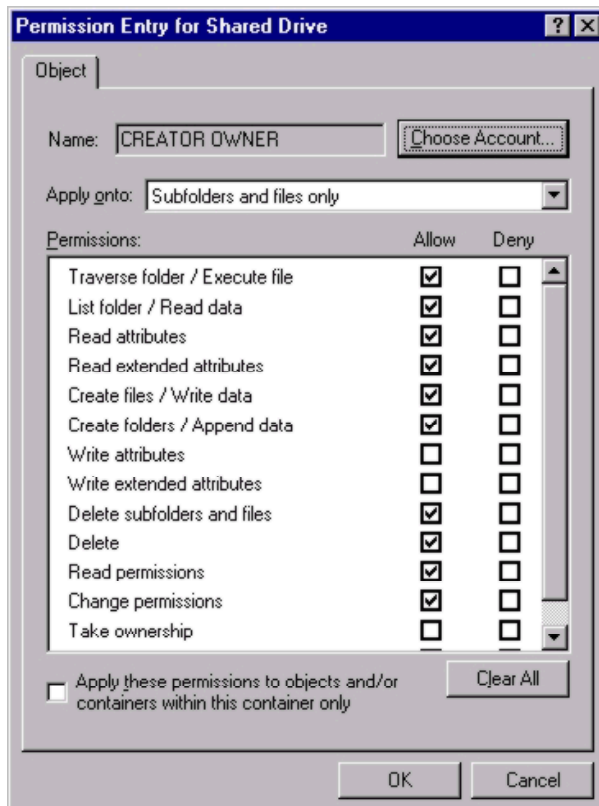 Permission Entry for Shared Drive
Object
Name: CREATOR OWNER Choose Account...
Apply onto: Subfolders and files only
Permissions: Allow Deny
Traverse folder / Execute file
List folder / Read data
Read attributes
Read extended attributes
Create files / Write data
Create folders / Append data
Write attributes
Write extended attributes
Delete subfolders and files
Delete
Read permissions
Change permissions
Take ownership
Apply these permissions to objects and/or
containers within this container only
Clear All
OK Cancel